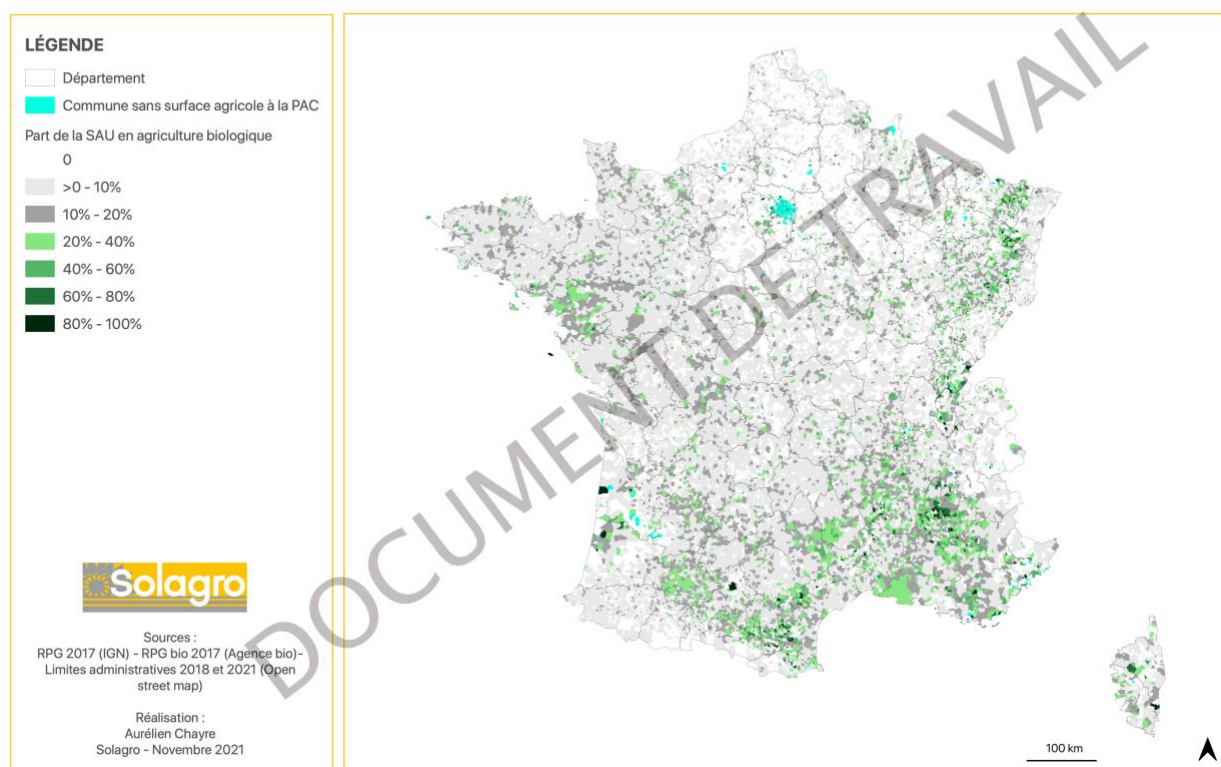 LÉGENDE
Département
Commune sans surface agricole à la PAC
Part de la SAU en agriculture biologique
0
>0 - 10%
10% - 20%
20% - 40%
40% - 60%
60% - 80%
80% - 100%
Solagro
Sources :
RPG 2017 (IGN) - RPG bio 2017 (Agence bio)-
Limites administratives 2018 et 2021 (Open
street map)
Réalisation :
Aurélien Chayre
Solagro - Novembre 2021
DOCUMENT DE TRAVAIL
100 km